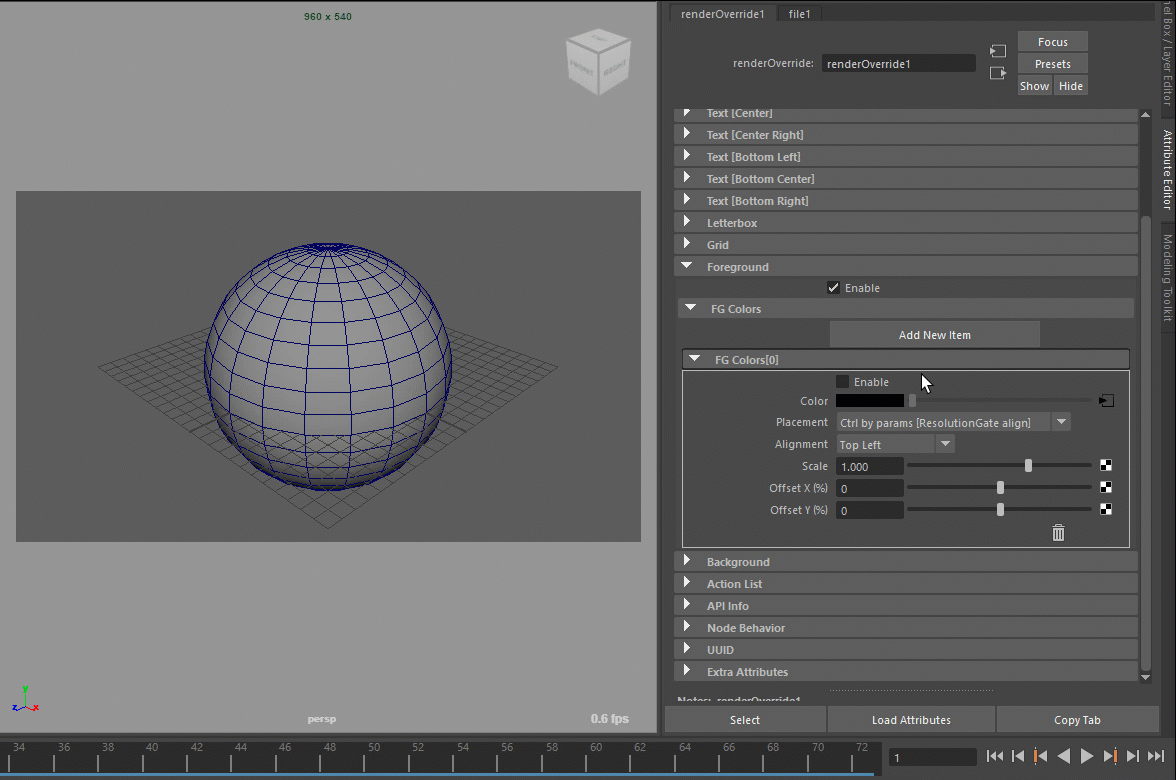 960 x 540
FRONT
RIGHT
persp
0.6 fps
y
z
x
renderOverride1 file1
renderOverride: renderOverride1
Focus
Presets
Show Hide
Text [Center]
Text [Center Right]
Text [Bottom Left]
Text [Bottom Center]
Text [Bottom Right]
Letterbox
Grid
Foreground
Enable
FG Colors
Add New Item
FG Colors[0]
Enable
Color
Placement Ctrl by params [ResolutionGate align]
Alignment Top Left
Scale 1.000
Offset X (%) 0
Offset Y (%) 0
Background
Action List
API Info
Node Behavior
UUID
Extra Attributes
Notes: renderOverride1
Select Load Attributes Copy Tab
Box / Layer Editor
Attribute Editor
Modeling Toolkit
34 36 38 40 42 44 46 48 50 52 54 56 58 60 62 64 66 68 70 72
1